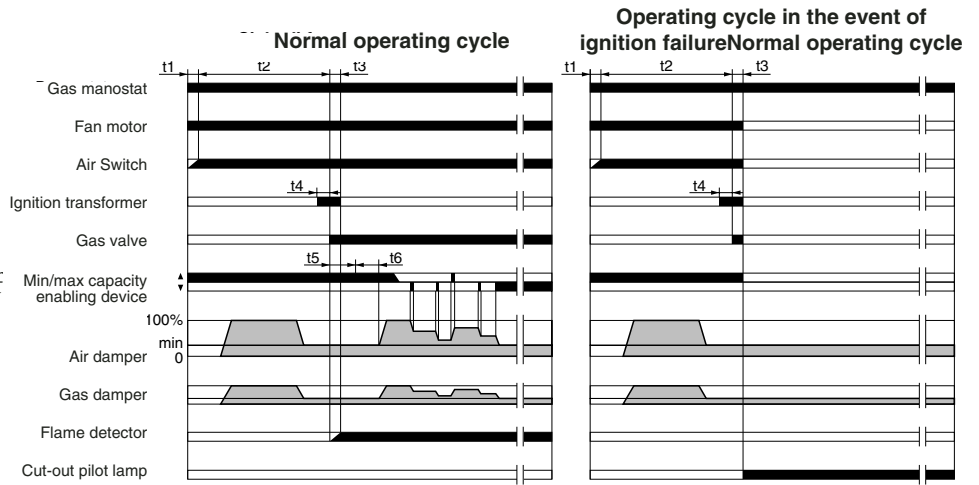 Normal operating cycle
Operating cycle in the event of
ignition failureNormal operating cycle
t1 t2 t3
t1 t2 t3
Gas manostat
Fan motor
Air Switch
t4
t4
Ignition transformer
Gas valve
t5 t6
Min/max capacity
enabling device
100%
min
0
Air damper
Gas damper
Flame detector
Cut-out pilot lamp